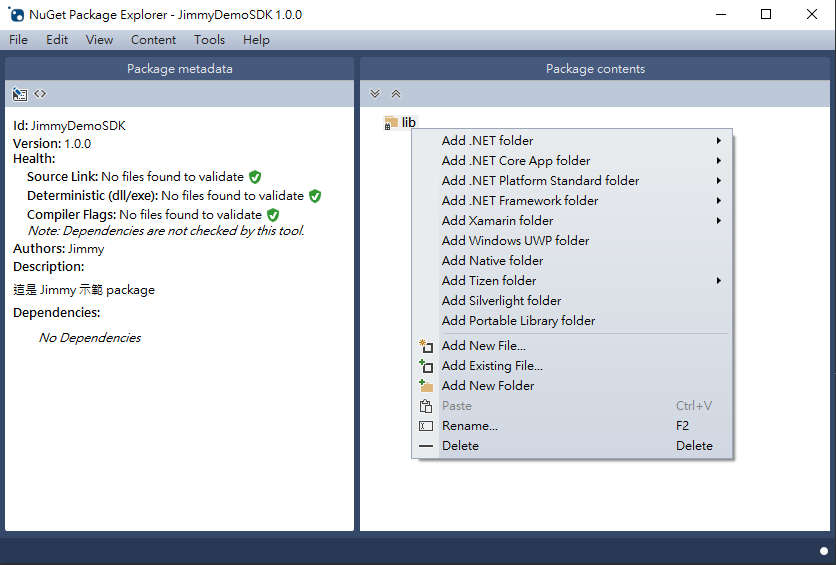 NuGet Package Explorer - JimmyDemoSDK 1.0.0
File Edit View Content Tools Help
Package metadata
Id: JimmyDemoSDK
Version: 1.0.0
Health:
Source Link: No files found to validate
Deterministic (dll/exe): No files found to validate
Compiler Flags: No files found to validate
Note: Dependencies are not checked by this tool.
Authors: Jimmy
Description:
這是 Jimmy 示範 package
Dependencies:
No Dependencies
Package contents
lib
Add .NET folder
Add .NET Core App folder
Add .NET Platform Standard folder
Add .NET Framework folder
Add Xamarin folder
Add Windows UWP folder
Add Native folder
Add Tizen folder
Add Silverlight folder
Add Portable Library folder
Add New File...
Add Existing File...
Add New Folder
Paste Ctrl+V
Rename... F2
Delete Delete